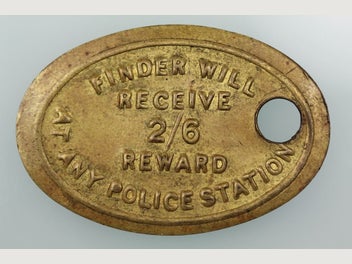 FINDER WILL
RECEIVE
2/6
REWARD
AT ANY POLICE STATION